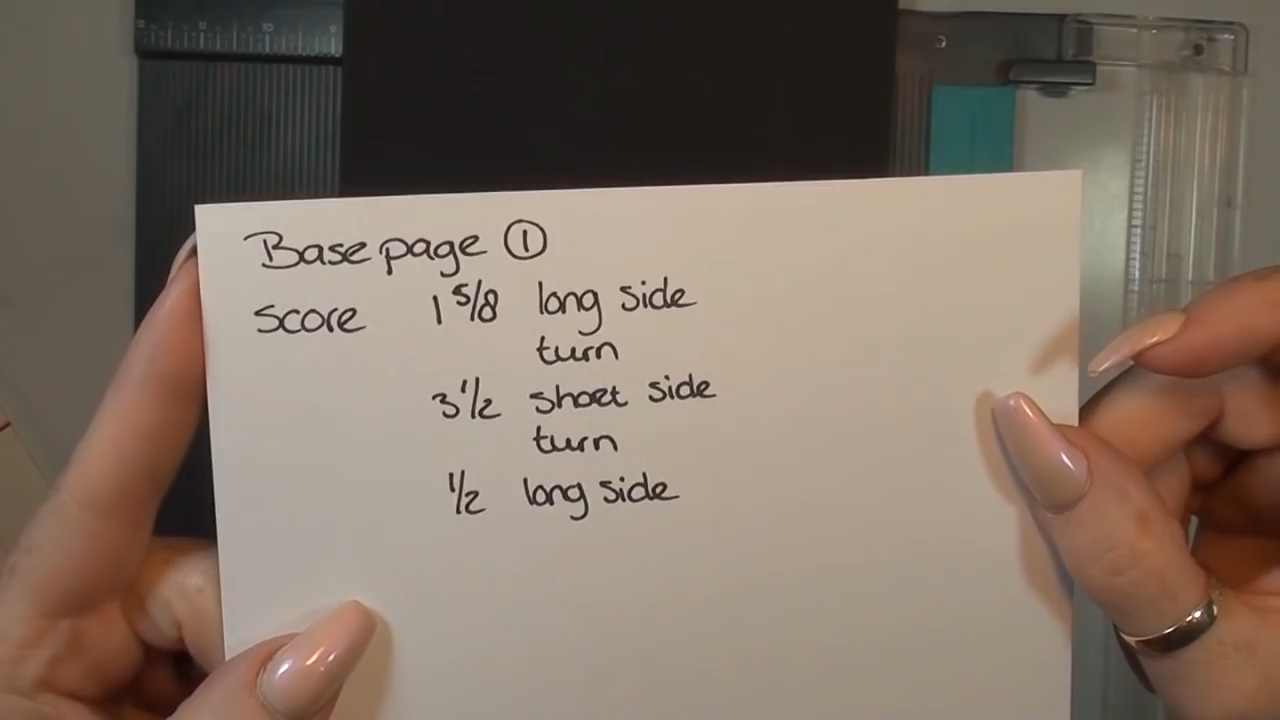 Base page ①
Score 1 5/8 long side
turn
3 1/2 short side
turn
1/2 long side